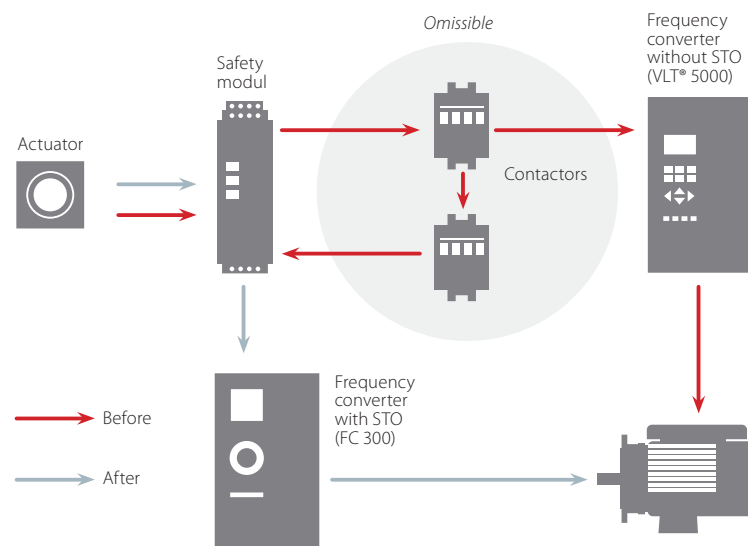 Omissible
Frequency
converter
without STO
(VLT® 5000)
Safety
modul
Actuator
Contactors
Frequency
converter
with STO
(FC 300)
Before
After